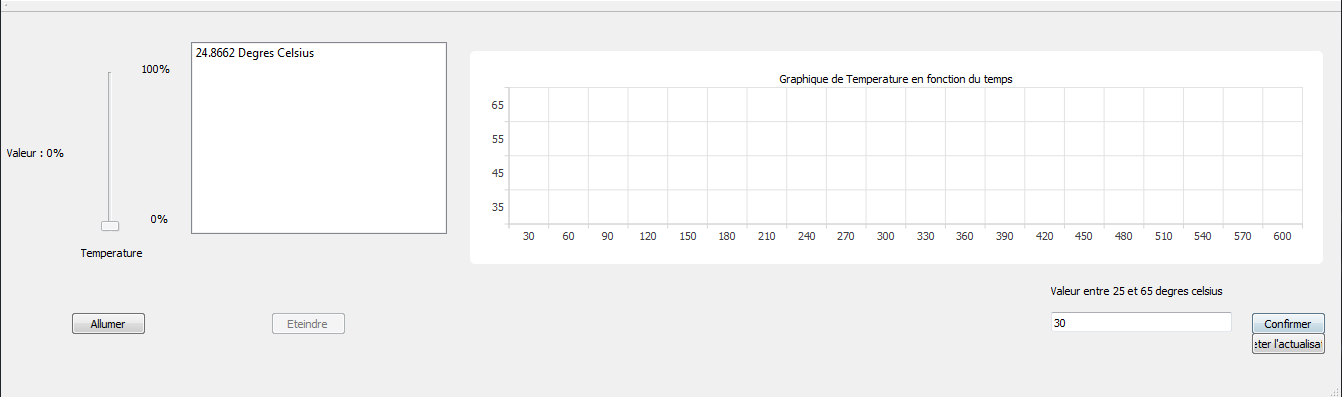 24.8662 Degres Celsius
100%
Valeur : 0%
0%
Temperature
Graphique de Temperature en fonction du temps
65
55
45
35
30 60 90 120 150 180 210 240 270 300 330 360 390 420 450 480 510 540 570 600
Valeur entre 25 et 65 degres celsius
Allumer
Eteindre
30
Confirmer
eter l'actualisat